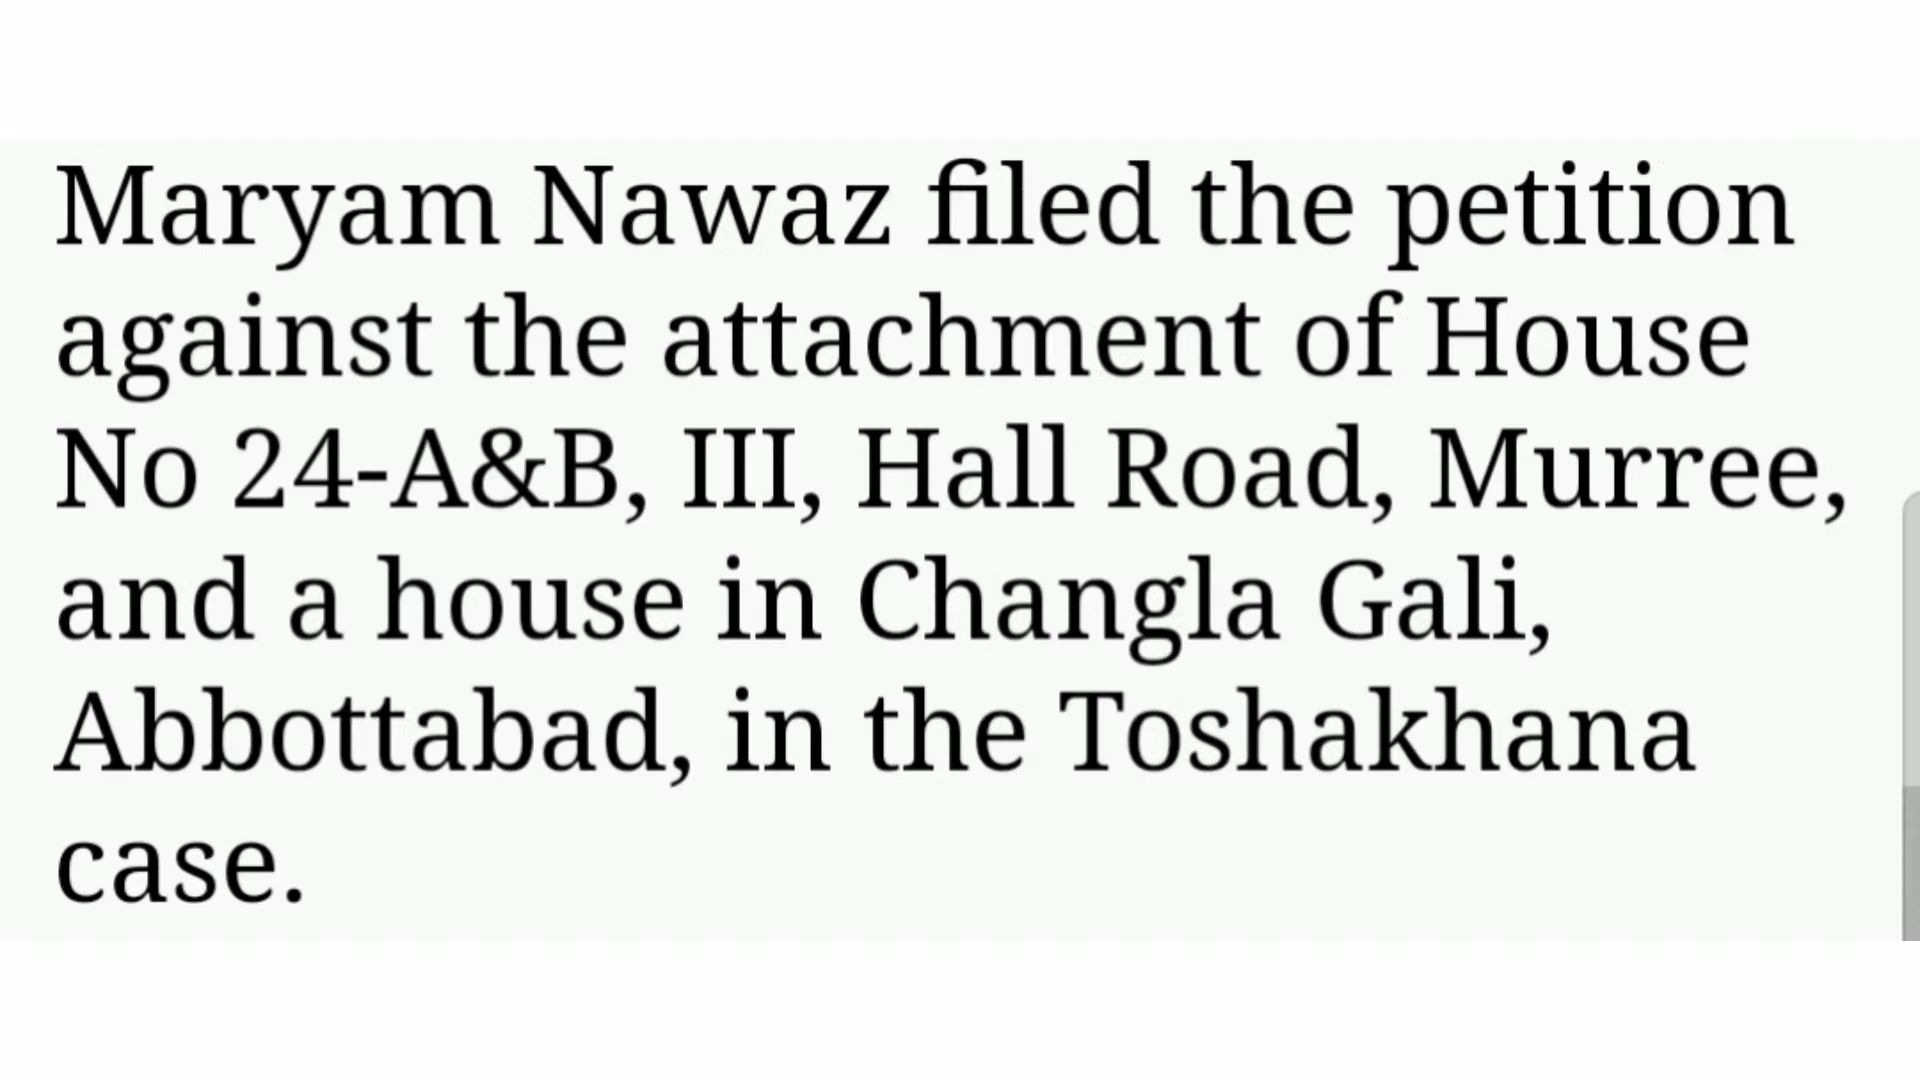 Maryam Nawaz filed the petition
against the attachment of House
No 24-A&B, III, Hall Road, Murree,
and a house in Changla Gali,
Abbottabad, in the Toshakhana
case.